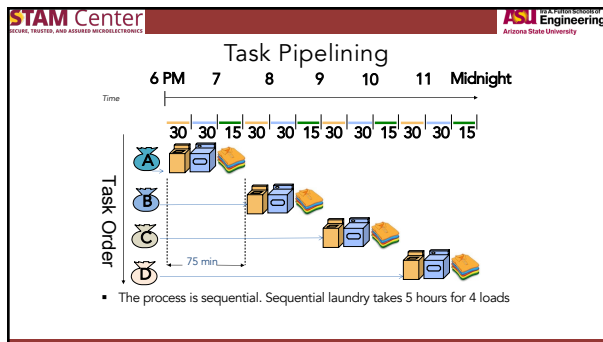 STAM Center
SECURE, TRUSTED, AND ASSURED MICROELECTRONICS
ASU Ira A. Fulton Schools of
Engineering
Arizona State University
Task Pipelining
6 PM 7 8 9 10 11 Midnight
Time
30 30 15 30 30 15 30 30 15 30 30 15
Task Order
A
B
C
75 min
D
▪ The process is sequential. Sequential laundry takes 5 hours for 4 loads